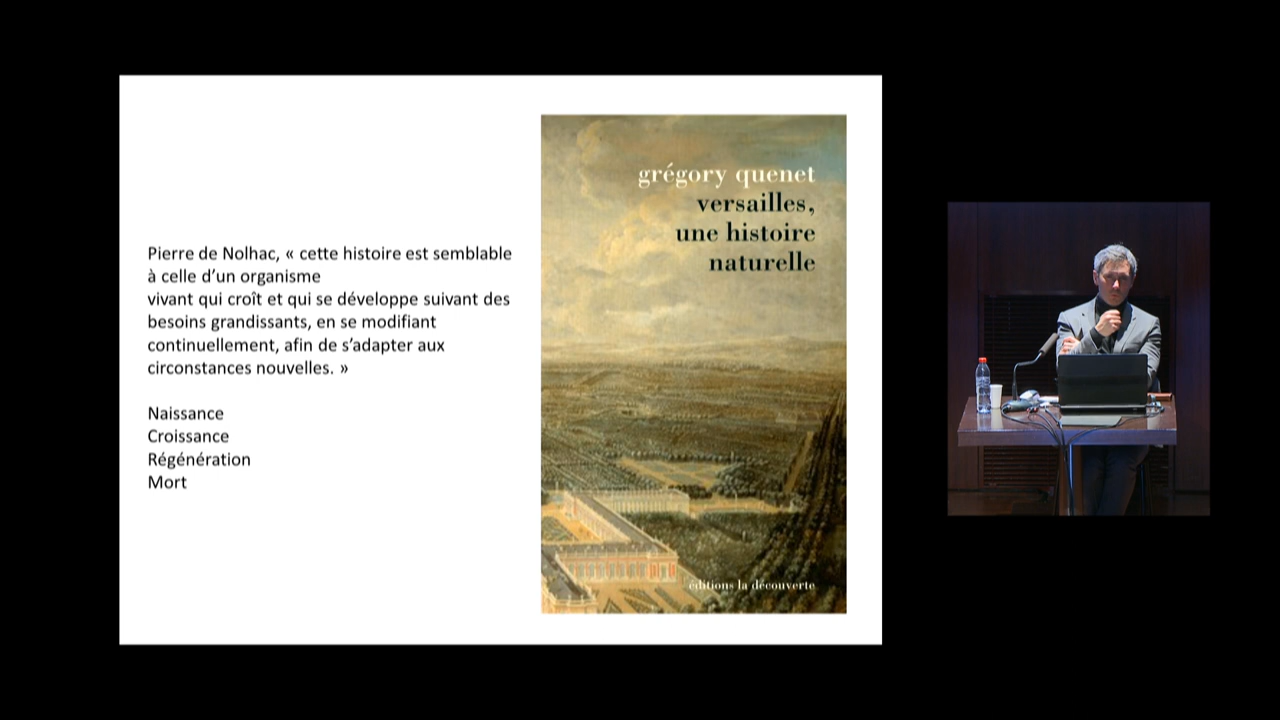 Pierre de Nolhac, « cette histoire est semblable
à celle d’un organisme
vivant qui croît et qui se développe suivant des
besoins grandissants, en se modifiant
continuellement, afin de s’adapter aux
circonstances nouvelles. »
Naissance
Croissance
Régénération
Mort
grégory quenet
versailles,
une histoire
naturelle
éditions la découverte